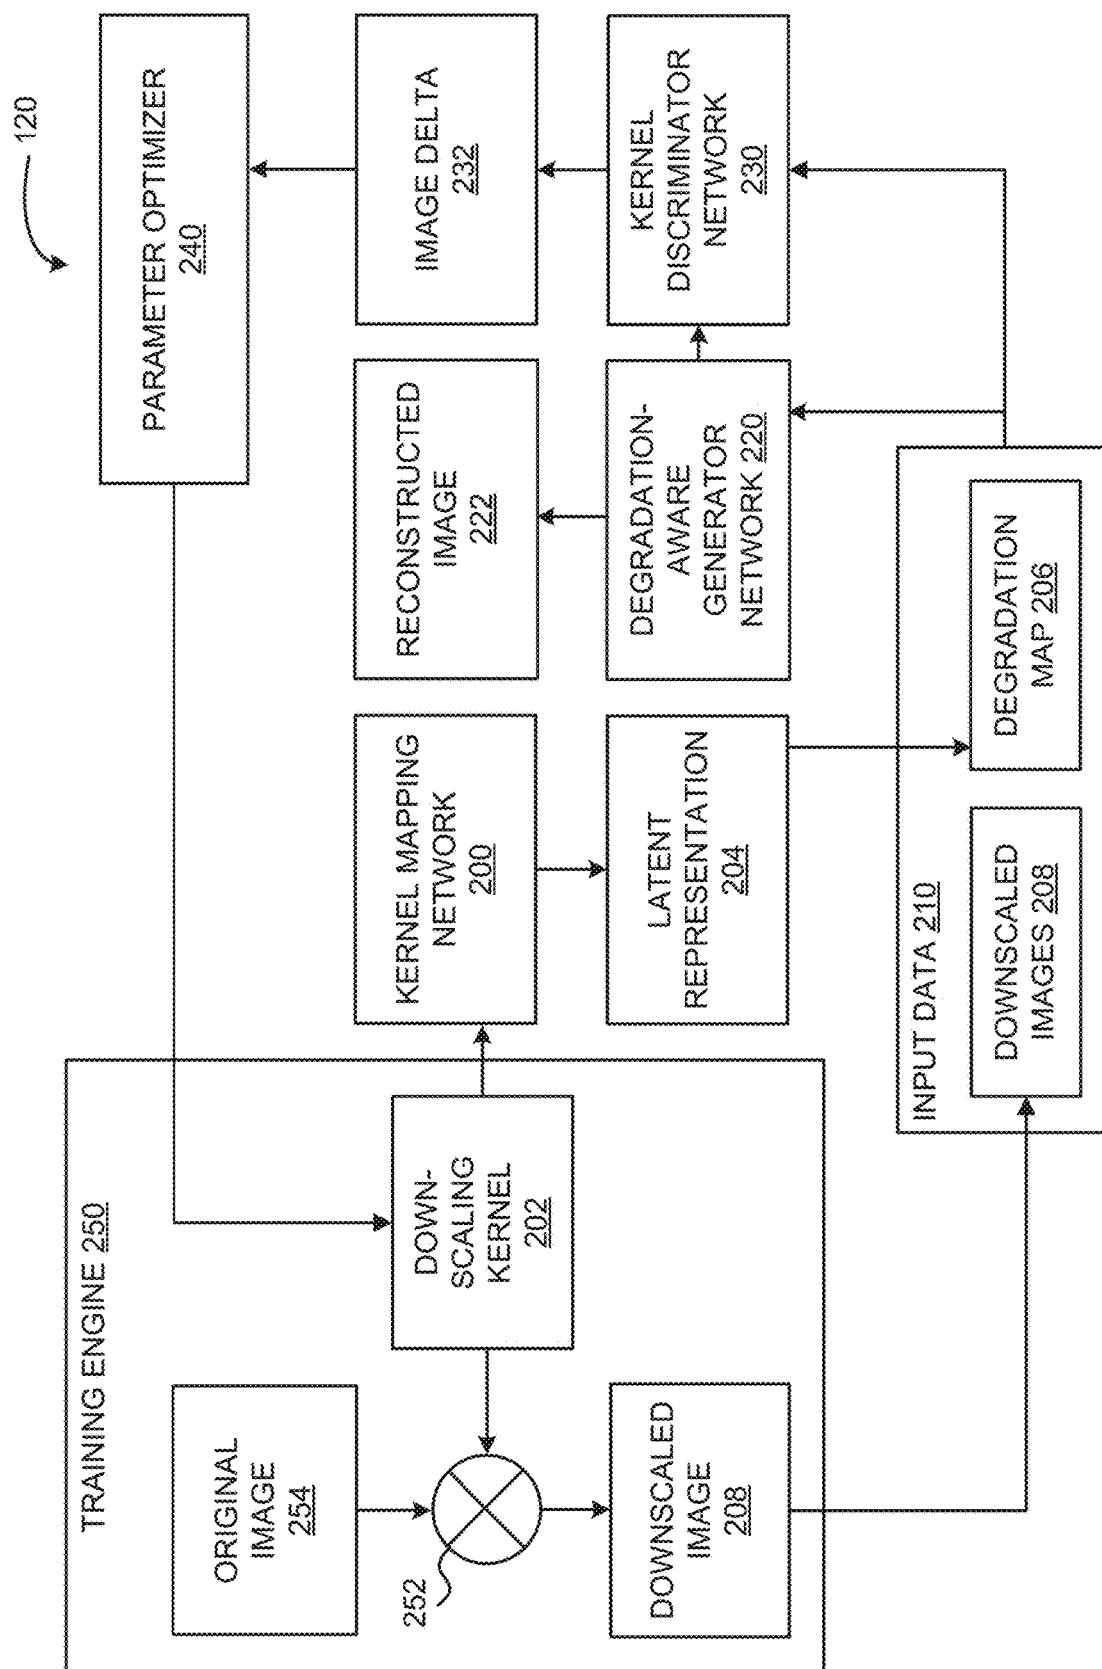 120
TRAINING ENGINE 250
ORIGINAL
IMAGE
254
252
DOWN-
SCALING
KERNEL
202
DOWNSCALED
IMAGE
208
PARAMETER OPTIMIZER
240
KERNEL MAPPING
NETWORK
200
LATENT
REPRESENTATION
204
RECONSTRUCTED
IMAGE
222
DEGRADATION-
AWARE
GENERATOR
NETWORK 220
IMAGE DELTA
232
KERNEL
DISCRIMINATOR
NETWORK
230
INPUT DATA 210
DOWNSCALED
IMAGES 208
DEGRADATION
MAP 206